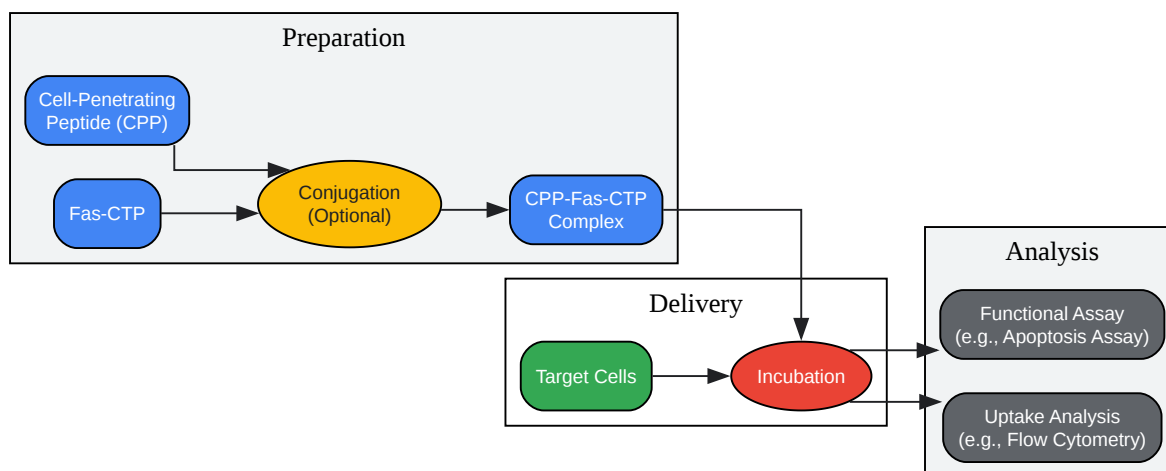 Preparation
Cell-Penetrating
Peptide (CPP)
Fas-CTP
Conjugation
(Optional)
CPP-Fas-CTP
Complex
Delivery
Target Cells
Incubation
Analysis
Functional Assay
(e.g., Apoptosis Assay)
Uptake Analysis
(e.g., Flow Cytometry)